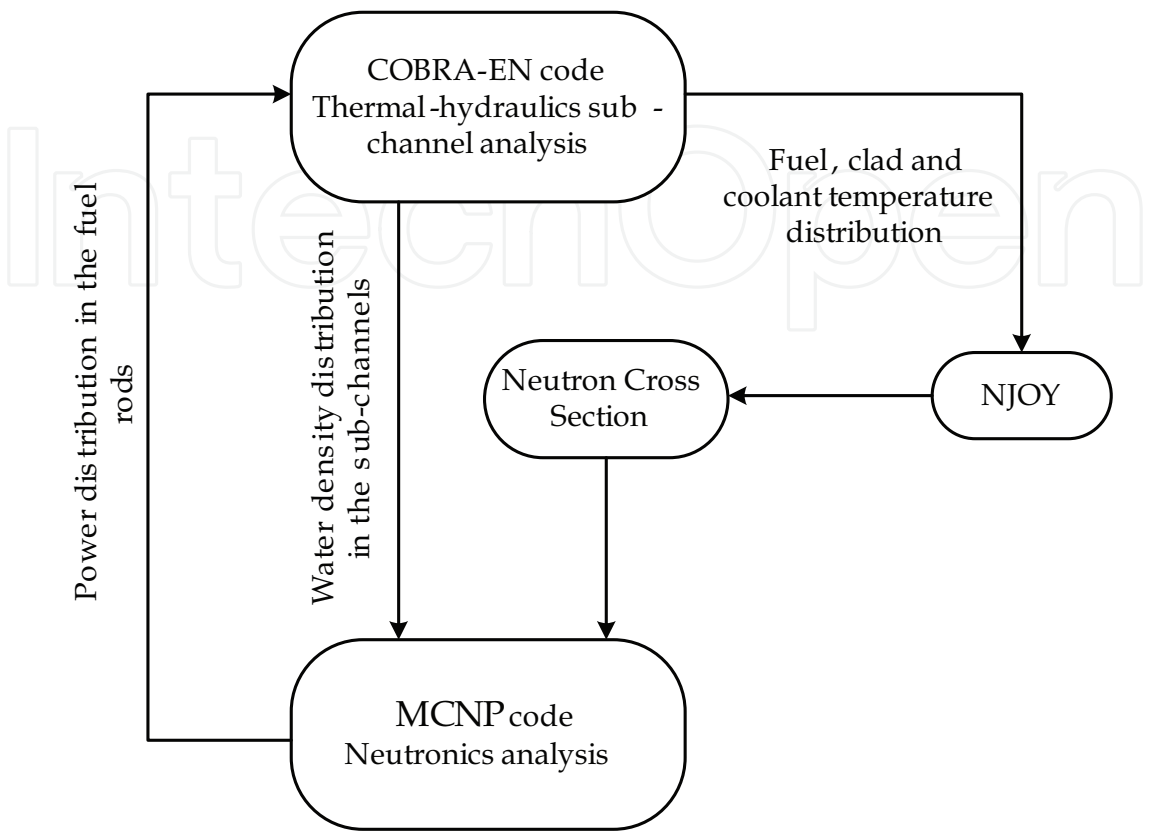 COBRA-EN code
Thermal-hydraulics sub -
channel analysis
Fuel, clad and
coolant temperature
distribution
Power distribution in the fuel
rods
Water density distribution
in the sub-channels
Neutron Cross
Section
NJOY
MCNP code
Neutronics analysis
IntechOpen